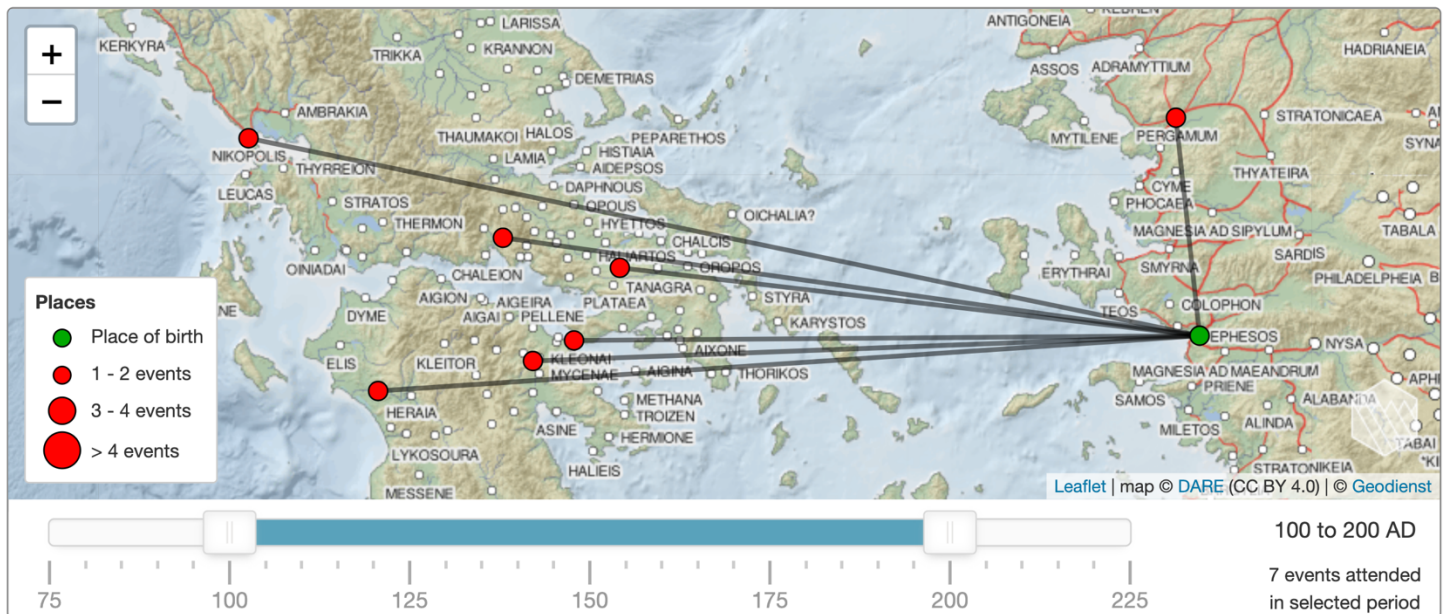 +
−
KERKYRA
LARISSA
TRIKKA
KRANNON
DEMETRIAS
ANTIGONEIA
ASSOS
ADRAMYTTIUM
HADRIANEIA
AMBRAKIA
THAUMAKOI
HALOS
PEPARETHOS
STRATONICAEA
MYTILENE
PERGAMUM
NIKOPOLIS
THYRREION
LAMIA
HISTIAIA
AIDEPSOS
THYATEIRA
LEUCAS
STRATOS
DAPHNOUS
OPOUS
OICHALIA?
CYME
PHOCAEA
THERMON
HYETTOS
CHALCIS
MAGNESIA AD SIPYLUM
TABALA
OINIADAI
CHALEION
HALIARTOS
OROPOS
ERYTHRAI
SMYRNA
SARDIS
PHILADELPHEIA
TANAGRA
STYRA
AIGION
AIGEIRA
PLATAEA
TEOS
COLOPHON
DYME
AIGAI
PELLENE
KARYSTOS
EPHESOS
NYSA
ELIS
KLEITOR
KLEONAI
AIXONE
MYCENAE
AIGINA
THORIKOS
MAGNESIA AD MAEANDRUM
PRIENE
SAMOS
ALABANDA
HERAIA
METHANA
TROIZEN
ASINE
HERMIONE
MILETOS
ALINDA
LYKOSOURA
HALIEIS
STRATONIKEIA
MESSENE
Places
Place of birth
1 - 2 events
3 - 4 events
> 4 events
Leaflet | map © DARE (CC BY 4.0) | © Geodienst
100 to 200 AD
7 events attended
in selected period
75 100 125 150 175 200 225